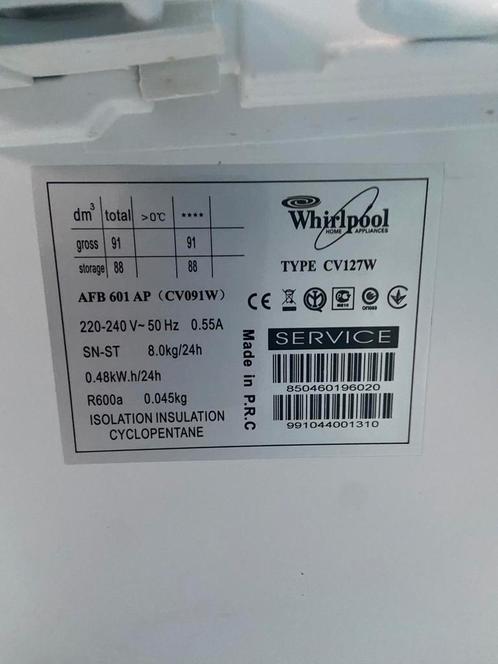 dm³ total >0°C ****
gross 91 91
storage 88 88
AFB 601 AP (CV091W)
220-240 V~ 50 Hz 0.55A
SN-ST 8.0kg/24h
0.48kW.h/24h
R600a 0.045kg
ISOLATION INSULATION
CYCLOPENTANE
Made in P.R.C
Whirlpool
HOME APPLIANCES
TYPE CV127W
CE
SERVICE
850460196020
991044001310